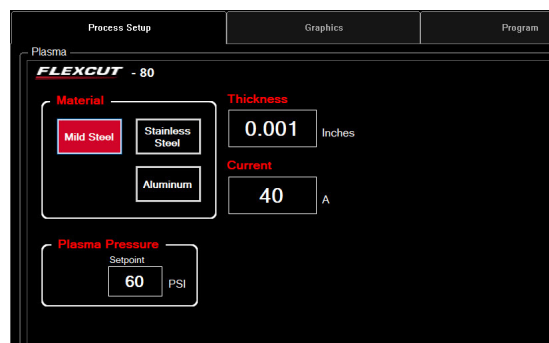 Process Setup
Graphics
Program
Plasma
FLEXCUT - 80
Material
Mild Steel
Stainless
Steel
Aluminum
Thickness
0.001 Inches
Current
40 A
Plasma Pressure
Setpoint
60 PSI